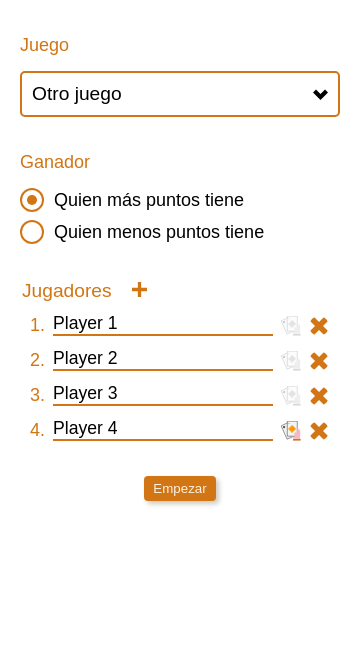 Juego
Otro juego
Ganador
Quien más puntos tiene
Quien menos puntos tiene
Jugadores +
1. Player 1
2. Player 2
3. Player 3
4. Player 4
Empezar